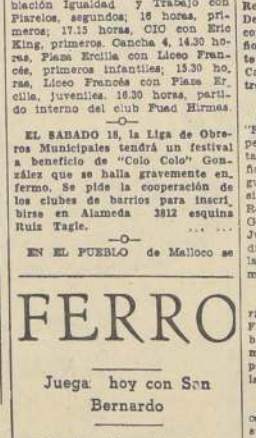 blación Igualdad y Trabajo con
Piarelos, segundos; 16 horas, pri-
meros; 17.15 horas, CIC con Eric
King, primeros. Cancha 4, 14.30 ho-
ras, Plaza Ercilla con Liceo Fran-
cés, primeros infantiles; 15.30 ho-
ras, Liceo Francés con Plaza Er-
cilla, juveniles. 16.30 horas, parti-
do interno del club Fuad Hirmas.
—o—
EL SABADO 18, la Liga de Obre-
ros Municipales tendrá un festival
a beneficio de "Colo Colo" Gon-
zález que se halla gravemente en-
fermo. Se pide la cooperación de
los clubes de barrios para inscri-
birse en Alameda 3812 esquina
Ruiz Tagle.
—o—
EN EL PUEBLO de Malloco se
FERRO
Juega hoy con San
Bernardo